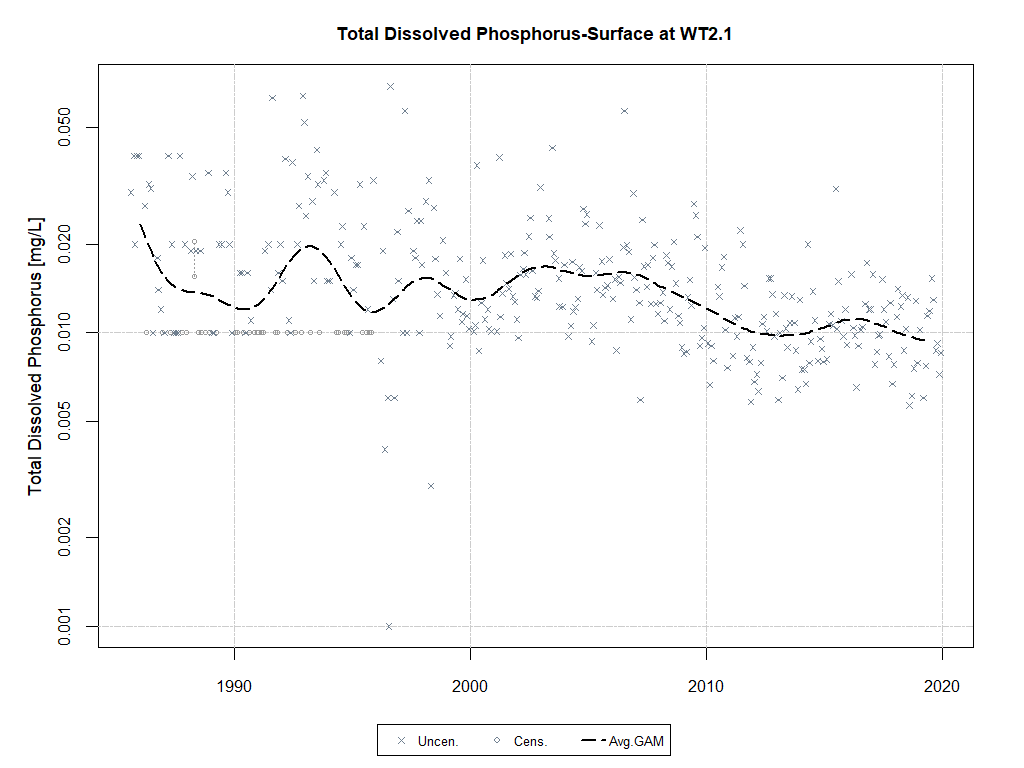 Total Dissolved Phosphorus-Surface at WT2.1
Total Dissolved Phosphorus [mg/L]
0.050
0.020
0.010
0.005
0.002
0.001
1990 2000 2010 2020
Uncen. Cens. Avg.GAM